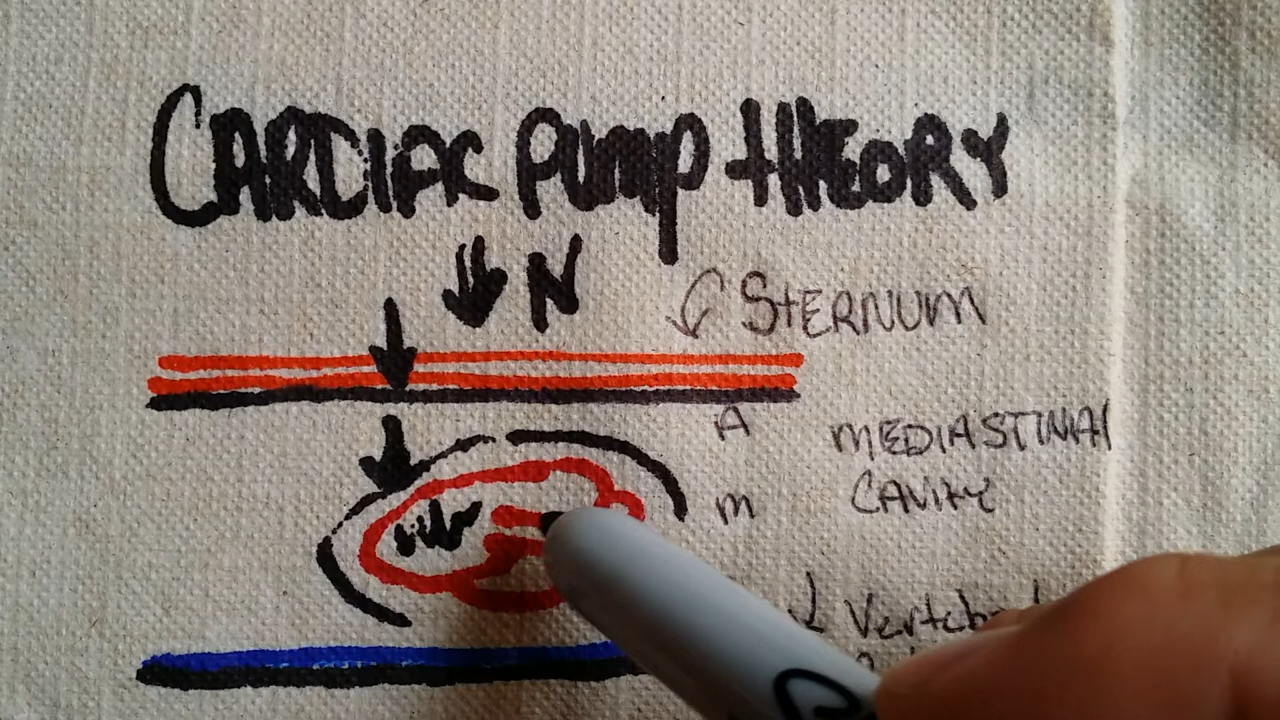 CARDIAC PUMP THEORY
N
STERNUM
A
MEDIASTINAl
m
CAVITY